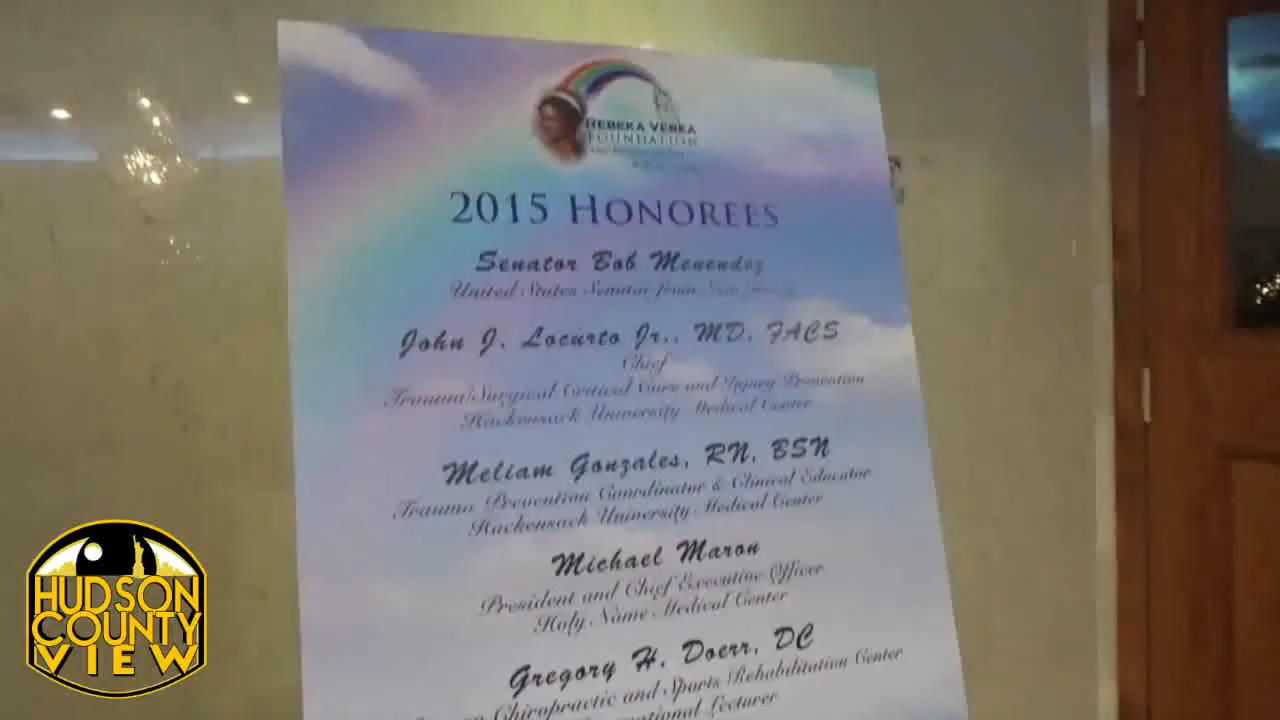 REBEKA VEREA
FOUNDATION
2015 HONOREES
Senator Bob Menendez
United States Senator from New Jersey
John J. Locurto Jr., MD, FACS
Chief
Trauma/Surgical Critical Care and Injury Prevention
Hackensack University Medical Center
Meliam Gonzales, RN, BSN
Trauma Prevention Coordinator & Clinical Educator
Hackensack University Medical Center
Michael Maron
President and Chief Executive Officer
Holy Name Medical Center
Gregory H. Doerr, DC
Chiropractic and Sports Rehabilitation Center
Lecturer
HUDSON
COUNTY
VIEW